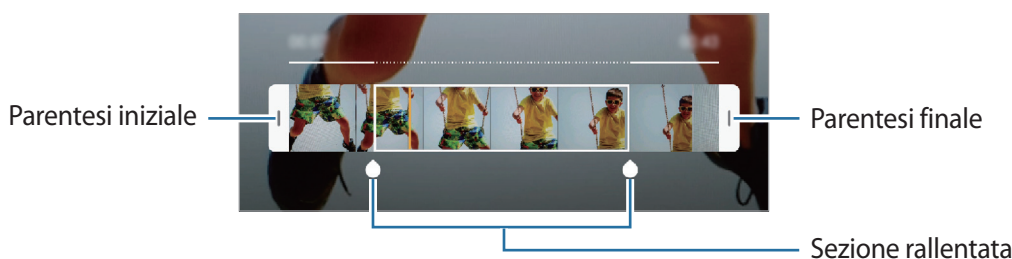 Parentesi iniziale
Parentesi finale
Sezione rallentata